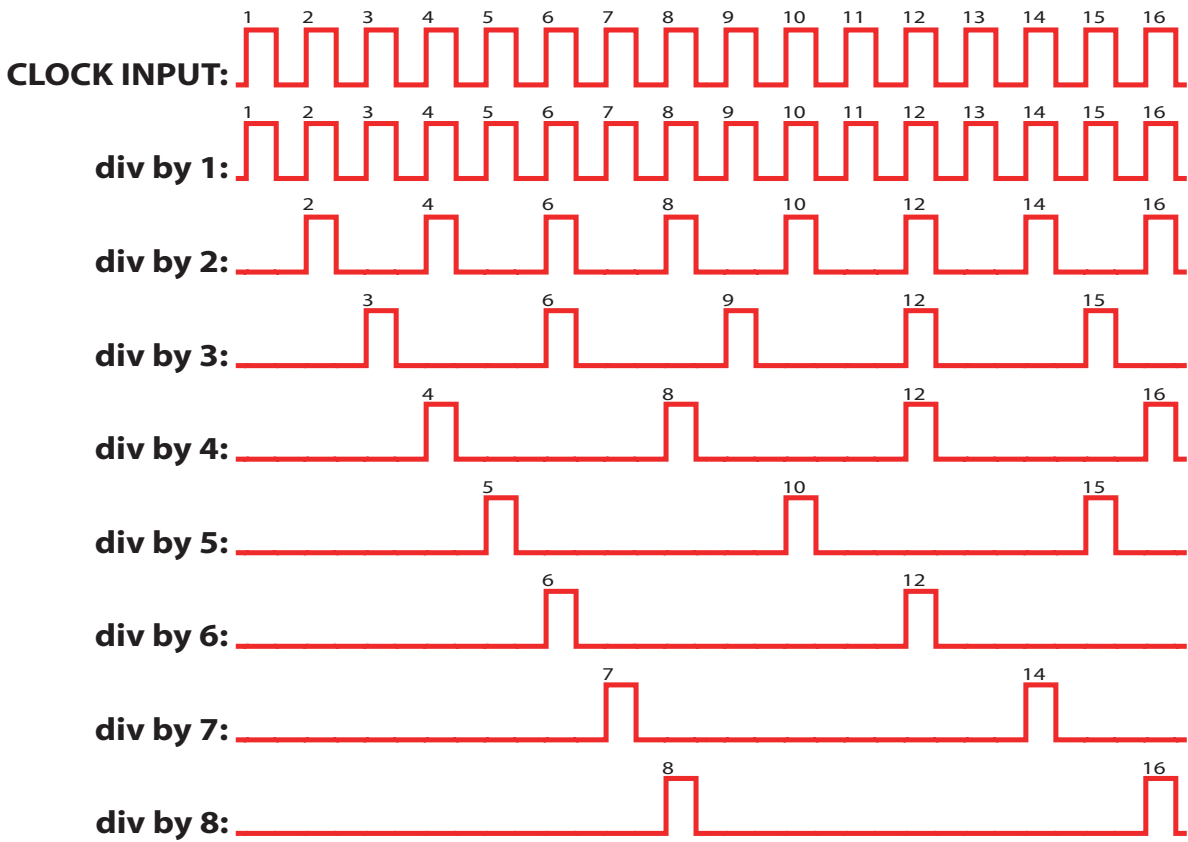 1 2 3 4 5 6 7 8 9 10 11 12 13 14 15 16
CLOCK INPUT:
1 2 3 4 5 6 7 8 9 10 11 12 13 14 15 16
div by 1:
2 4 6 8 10 12 14 16
div by 2:
3 6 9 12 15
div by 3:
4 8 12 16
div by 4:
5 10 15
div by 5:
6 12
div by 6:
7 14
div by 7:
8 16
div by 8: